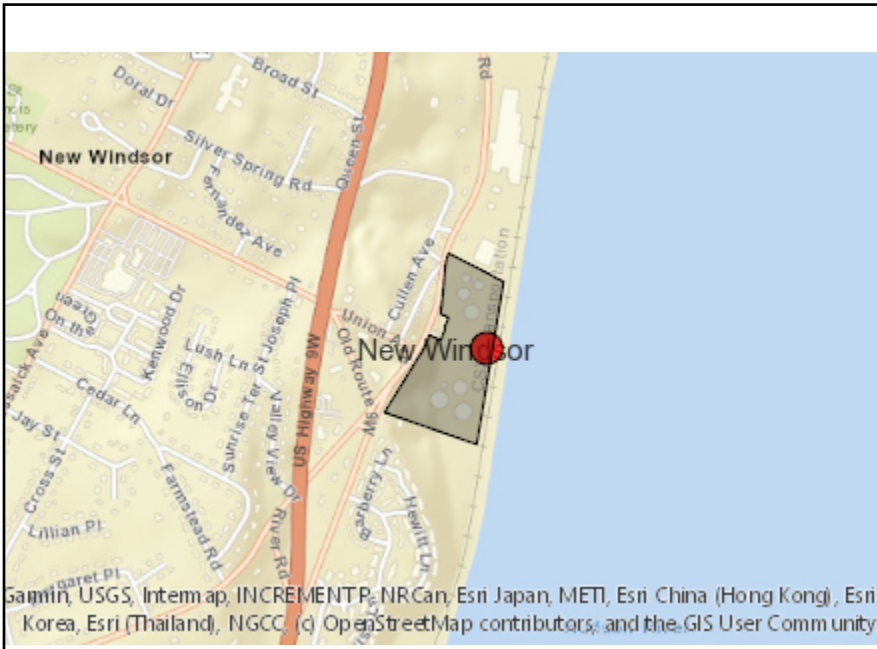 Rd
Broad St
Doral Dr
Queen St
New Windsor
Silver Spring Rd
Fernandez Ave
Cullen Ave
Green
On the
Kenwood Dr
Lush Ln
Ellison Dr
Sunrise Ter
St Joseph Pl
Union
Old Route 9W
New Windsor
US Highway 9W
Cedar Ln
Jay St
Cross St
Valley View Dr
Farmstead Rd
Barberry Ln
Hewitt Ln
River Rd
Lillian Pl
Garmin, USGS, Intermap, INCREMENT P, NRCan, Esri Japan, METI, Esri China (Hong Kong), Esri
Korea, Esri (Thailand), NGCC, (c) OpenStreetMap contributors, and the GIS User Community